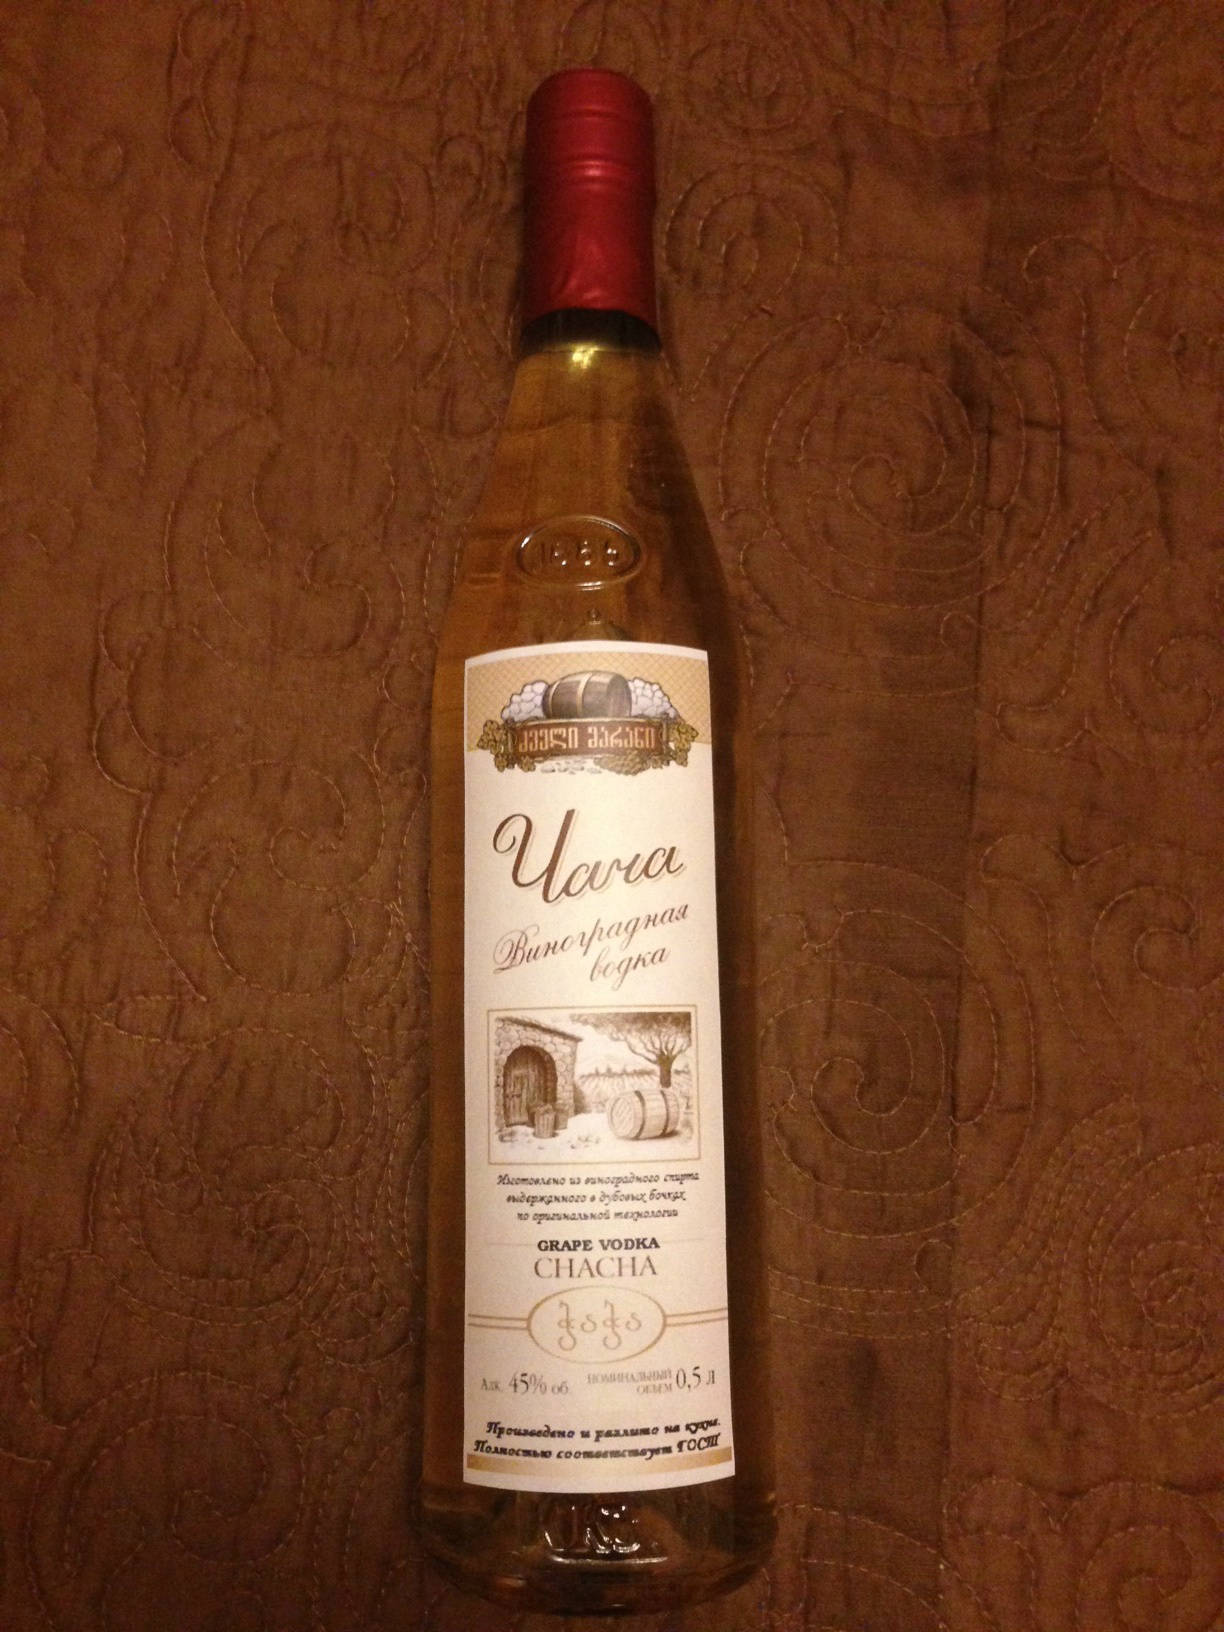 ძველი მარანი
Чача
Виноградная
водка
Изготовлено из виноградного спирта
выдержанного в дубовых бочках
по оригинальной технологии
GRAPE VODKA
CHACHA
ჭაჭა
Алк. 45% об.
НОМИНАЛЬНЫЙ
ОБЪЕМ 0,5 л
Произведено и разлито на кухне.
Полностью соответствует ГОСТ